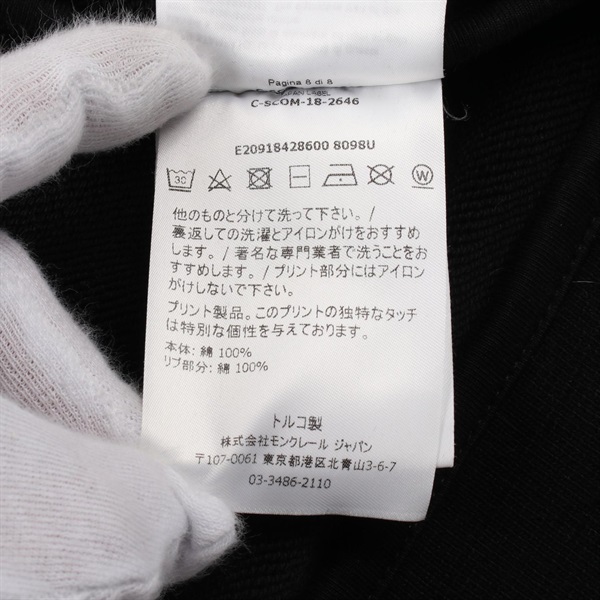 Pagina 8 di 8
C-SCOM-18-2646
E20918428600 8098U
30
W
他のものと分けて洗って下さい。/
裏返しての洗濯とアイロンがけをおすすめ
します。/ 著名な専門業者で洗うことをお
すすめします。/ プリント部分にはアイロン
がけしないで下さい。
プリント製品。このプリントの独特なタッチ
は特別な個性を与えております。
本体: 綿 100%
リブ部分: 綿 100%
トルコ製
株式会社モンクレール ジャパン
〒107-0061 東京都港区北青山3-6-7
03-3486-2110